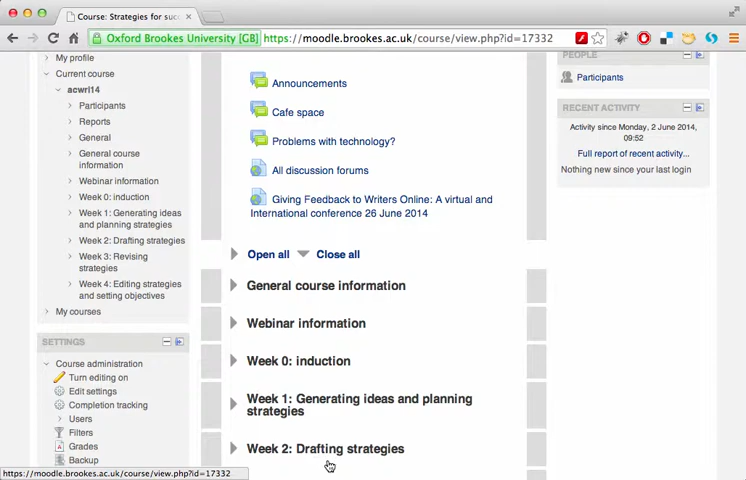 Course: Strategies for suc
Oxford Brookes University [GB]
https://moodle.brookes.ac.uk/course/view.php?id=17332
My profile
Current course
acwri14
Participants
Reports
General
General course
information
Webinar information
Week 0: induction
Week 1: Generating ideas
and planning strategies
Week 2: Drafting strategies
Week 3: Revising
strategies
Week 4: Editing strategies
and setting objectives
My courses
SETTINGS
Course administration
Turn editing on
Edit settings
Completion tracking
Users
Filters
Grades
Backup
https://moodle.brookes.ac.uk/course/view.php?id=17332
Announcements
Cafe space
Problems with technology?
All discussion forums
Giving Feedback to Writers Online: A virtual and
International conference 26 June 2014
Open all
Close all
General course information
Webinar information
Week 0: induction
Week 1: Generating ideas and planning
strategies
Week 2: Drafting strategies
PEOPLE
Participants
RECENT ACTIVITY
Activity since Monday, 2 June 2014,
09:52
Full report of recent activity...
Nothing new since your last login